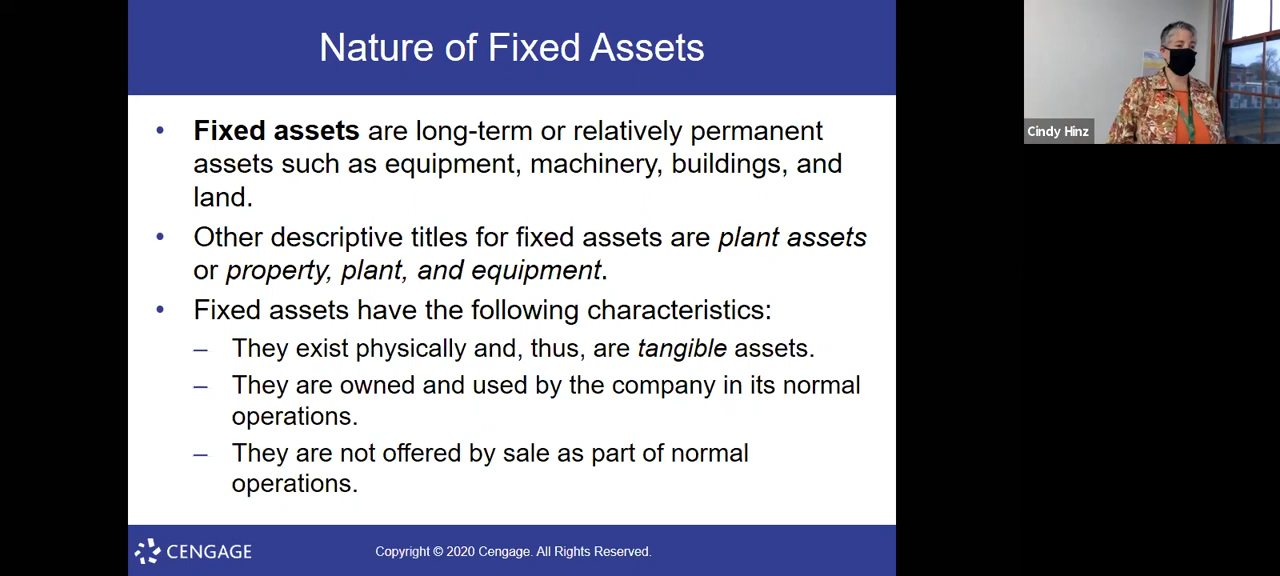 Nature of Fixed Assets
• Fixed assets are long-term or relatively permanent
assets such as equipment, machinery, buildings, and
land.
• Other descriptive titles for fixed assets are plant assets
or property, plant, and equipment.
• Fixed assets have the following characteristics:
– They exist physically and, thus, are tangible assets.
– They are owned and used by the company in its normal
operations.
– They are not offered by sale as part of normal
operations.
CENGAGE
Copyright © 2020 Cengage. All Rights Reserved.
Cindy Hinz